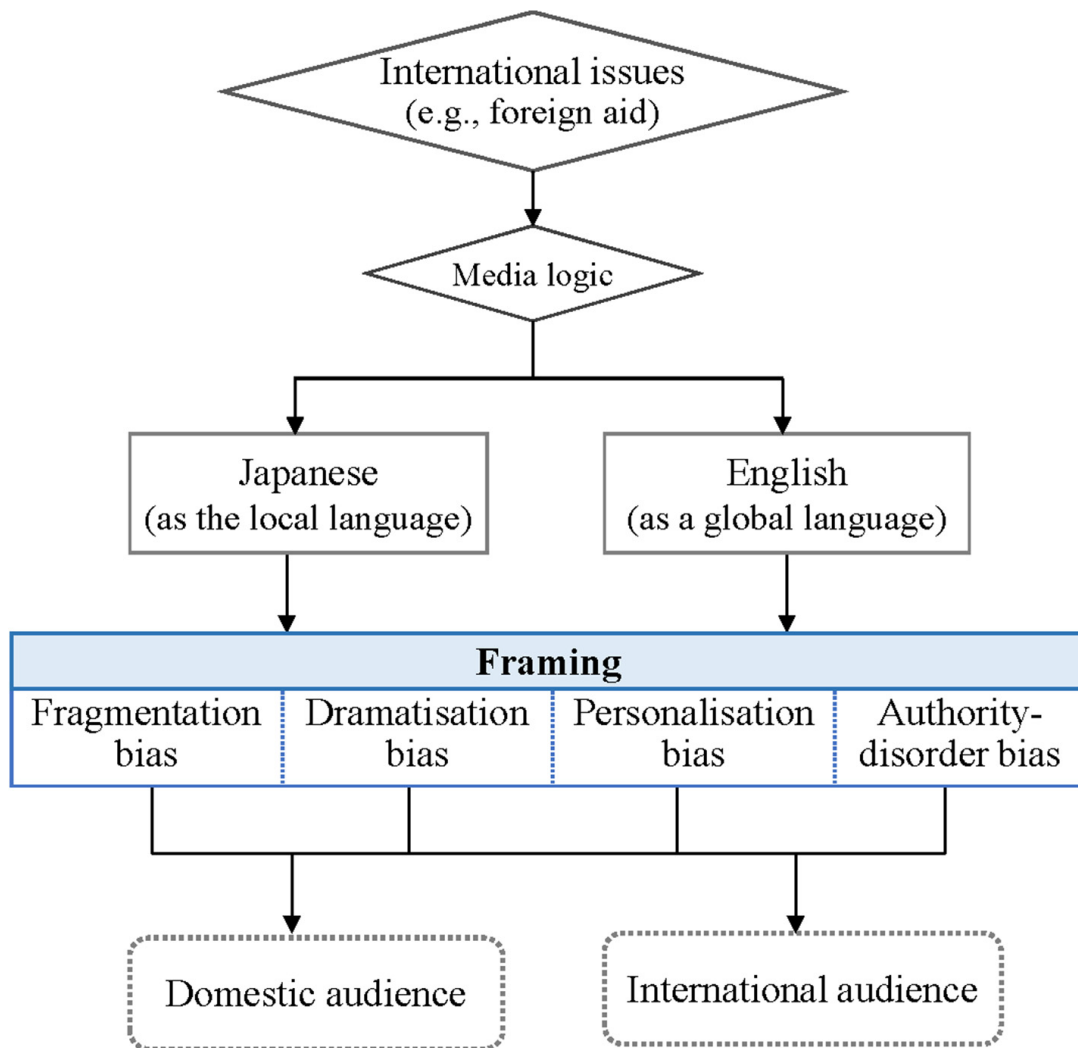 International issues
(e.g., foreign aid)
Media logic
Japanese
(as the local language)
English
(as a global language)
Framing
Fragmentation
bias
Dramatisation
bias
Personalisation
bias
Authority-
disorder bias
Domestic audience
International audience